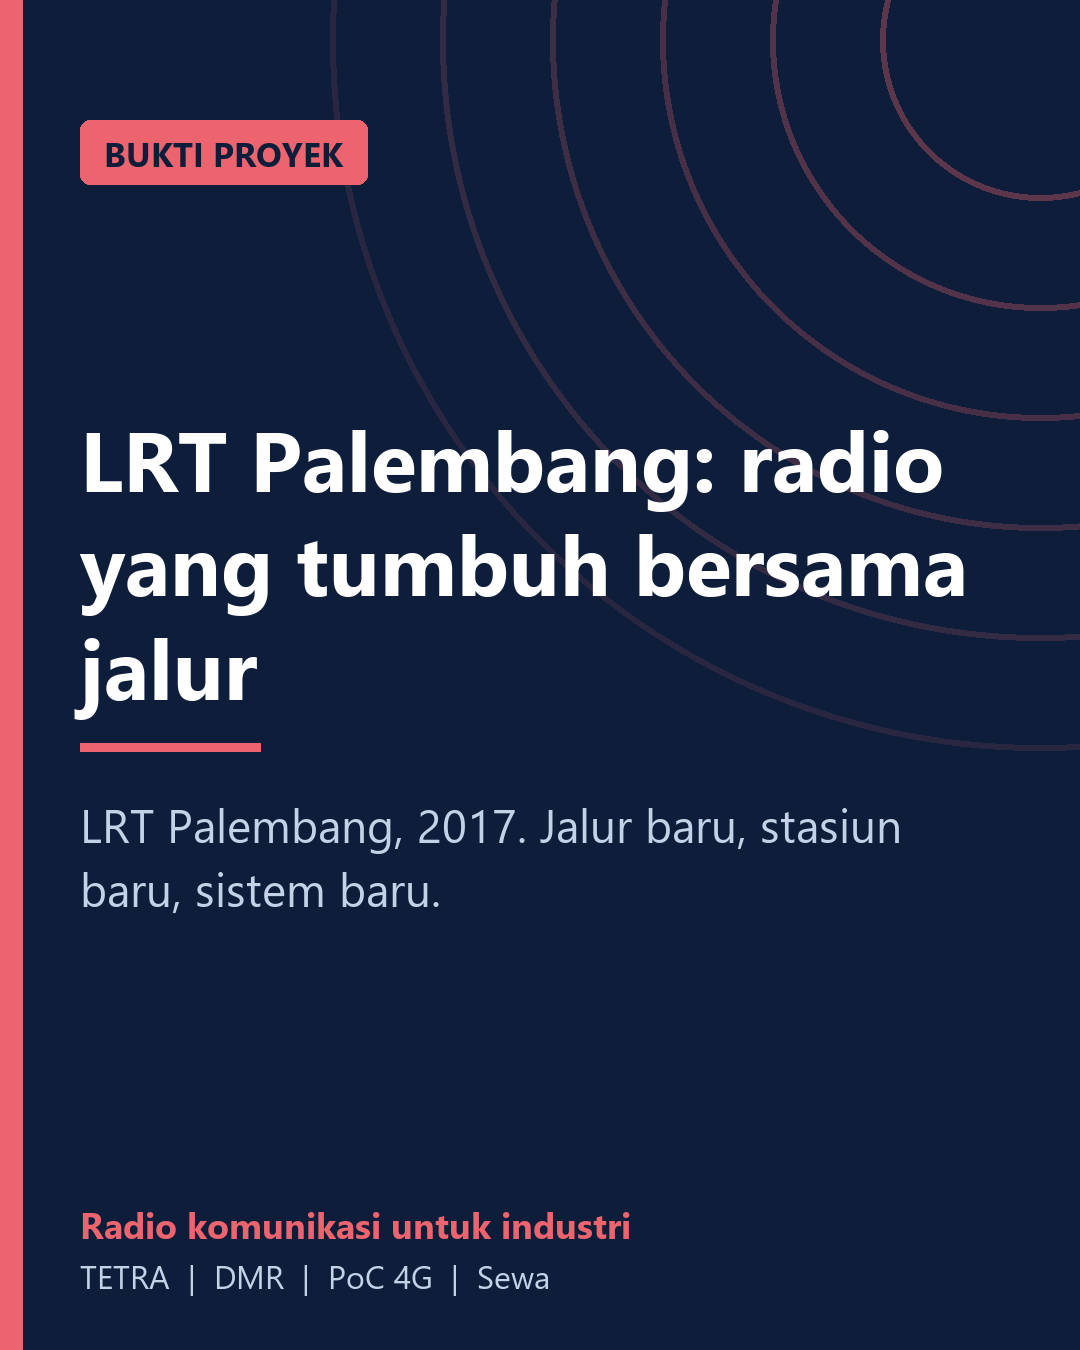 BUKTI PROYEK
LRT Palembang: radio
yang tumbuh bersama
jalur
LRT Palembang, 2017. Jalur baru, stasiun
baru, sistem baru.
Radio komunikasi untuk industri
TETRA | DMR | PoC 4G | Sewa